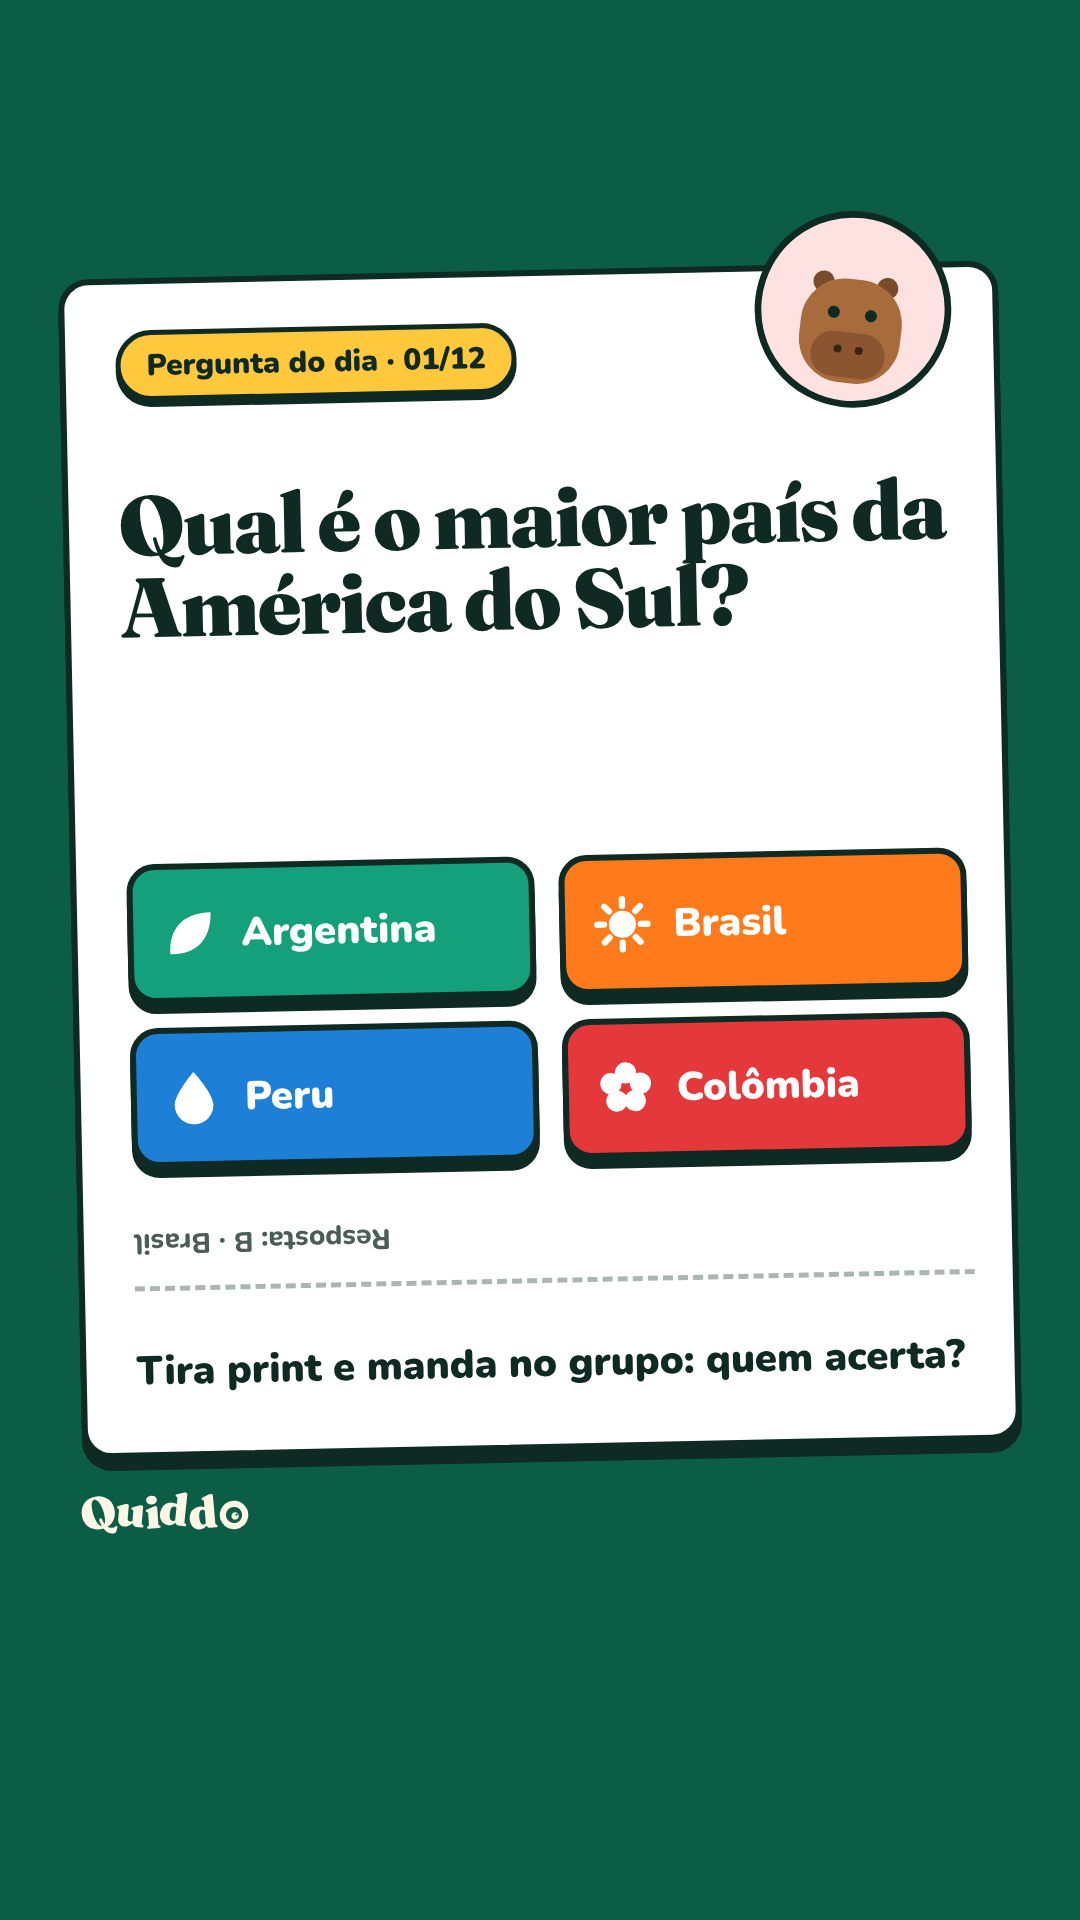 Pergunta do dia · 01/12
Qual é o maior país da
América do Sul?
Argentina
Brasil
Peru
Colômbia
Resposta: B · Brasil
Tira print e manda no grupo: quem acerta?
Quiddo